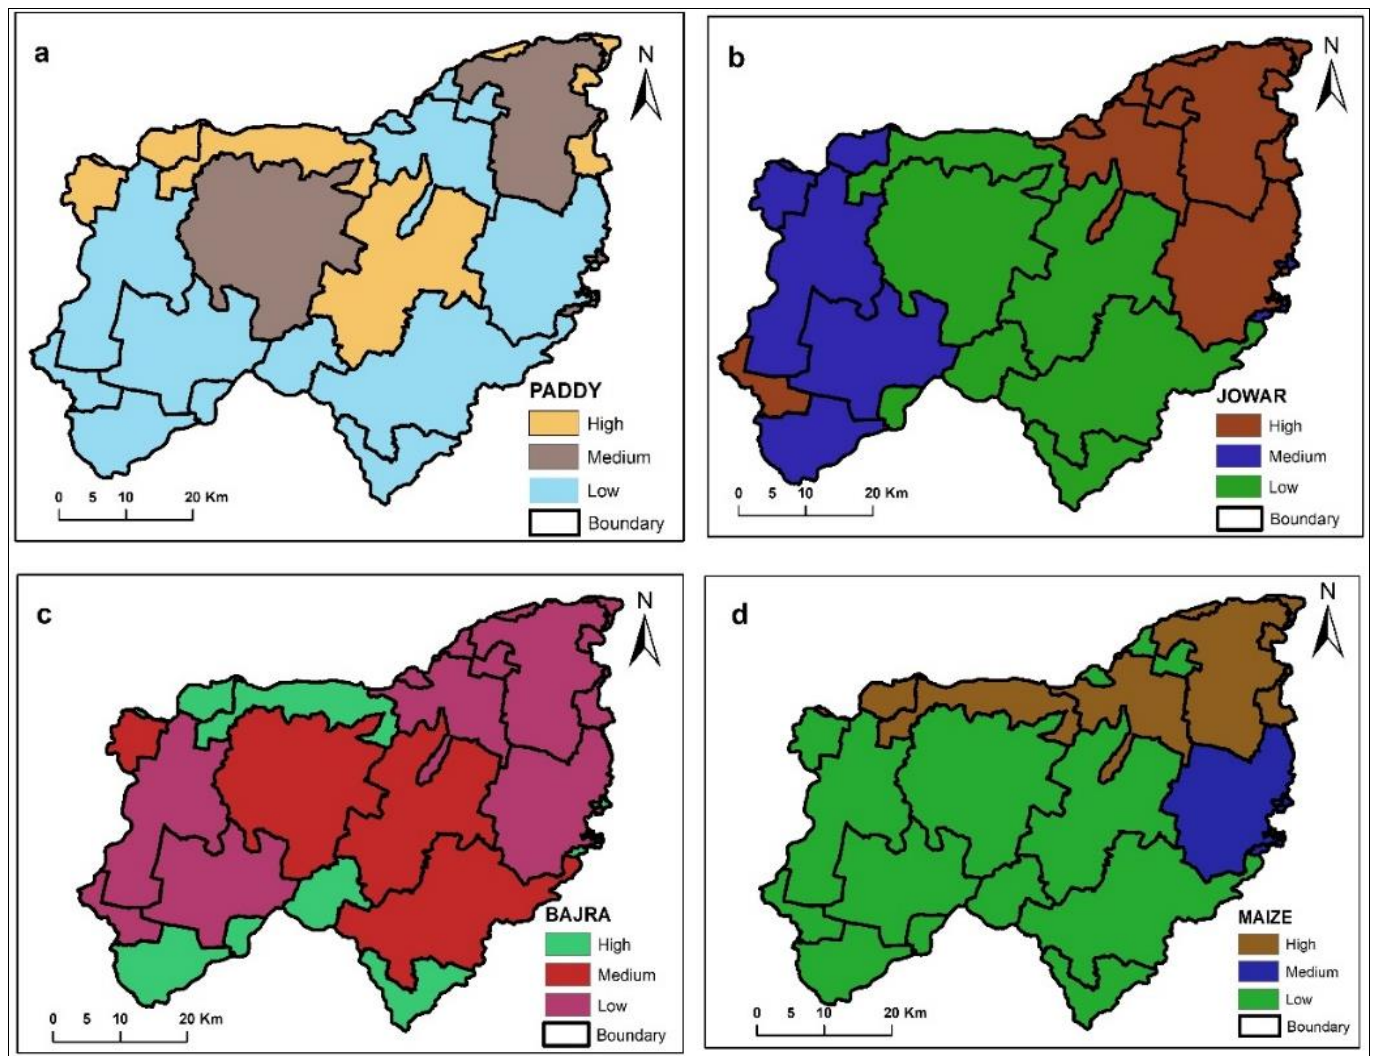 a
N
PADDY
High
Medium
Low
Boundary
0 5 10 20 Km
b
N
JOWAR
High
Medium
Low
Boundary
0 5 10 20 Km
c
N
BAJRA
High
Medium
Low
Boundary
0 5 10 20 Km
d
N
MAIZE
High
Medium
Low
Boundary
0 5 10 20 Km